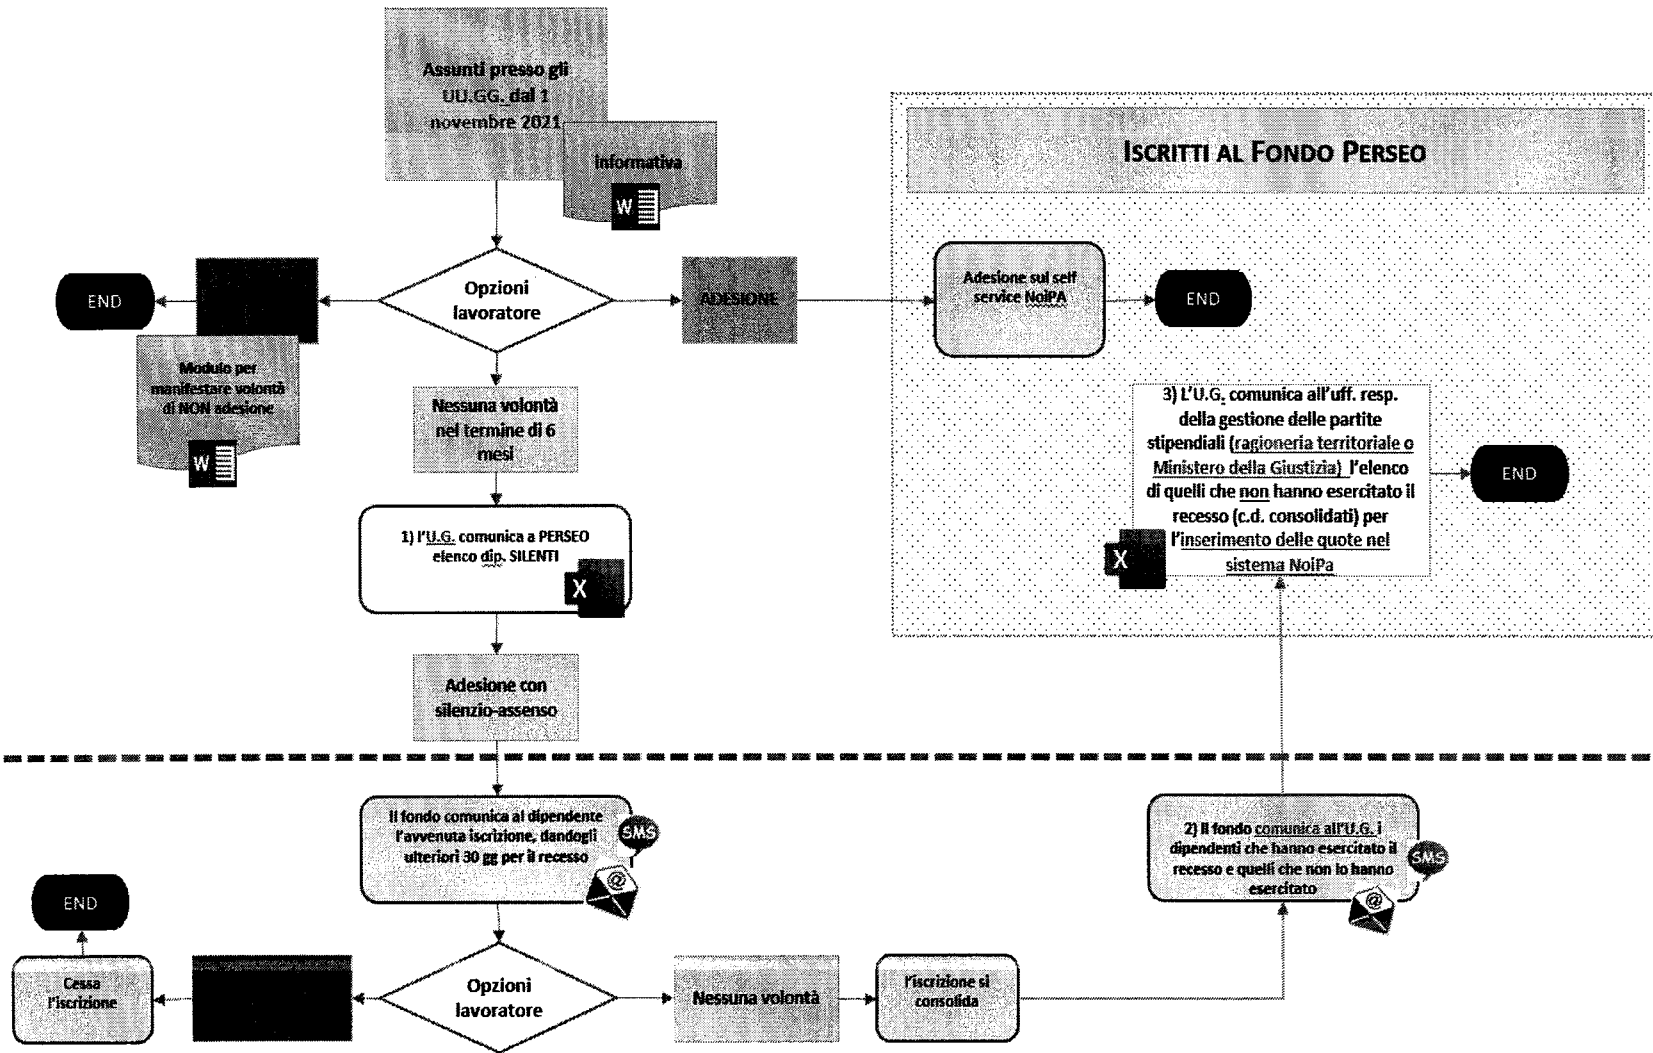 Assunti presso gli
UU.GG. dal 1
novembre 2021
Informativa
W
ISCRITTI AL FONDO PERSEO
END
Opzioni
lavoratore
ADESIONE
Adesione sul self
service NoiPA
END
Modulo per
manifestare volontà
di NON adesione
W
Nessuna volontà
nel termine di 6
mesi
3) L'U.G. comunica all'uff. resp.
della gestione delle partite
stipendiali (ragioneria territoriale o
Ministero della Giustizia) l'elenco
di quelli che non hanno esercitato il
recesso (c.d. consolidati) per
l'inserimento delle quote nel
sistema NoiPa
X
END
1) l'U.G. comunica a PERSEO
elenco dip. SILENTI
X
Adesione con
silenzio-assenso
Il fondo comunica al dipendente
l'avvenuta iscrizione, dandogli
ulteriori 30 gg per il recesso
SMS
@
2) Il fondo comunica all'U.G. i
dipendenti che hanno esercitato il
recesso e quelli che non lo hanno
esercitato
SMS
@
END
Cessa
l'iscrizione
Opzioni
lavoratore
Nessuna volontà
l'iscrizione si
consolida